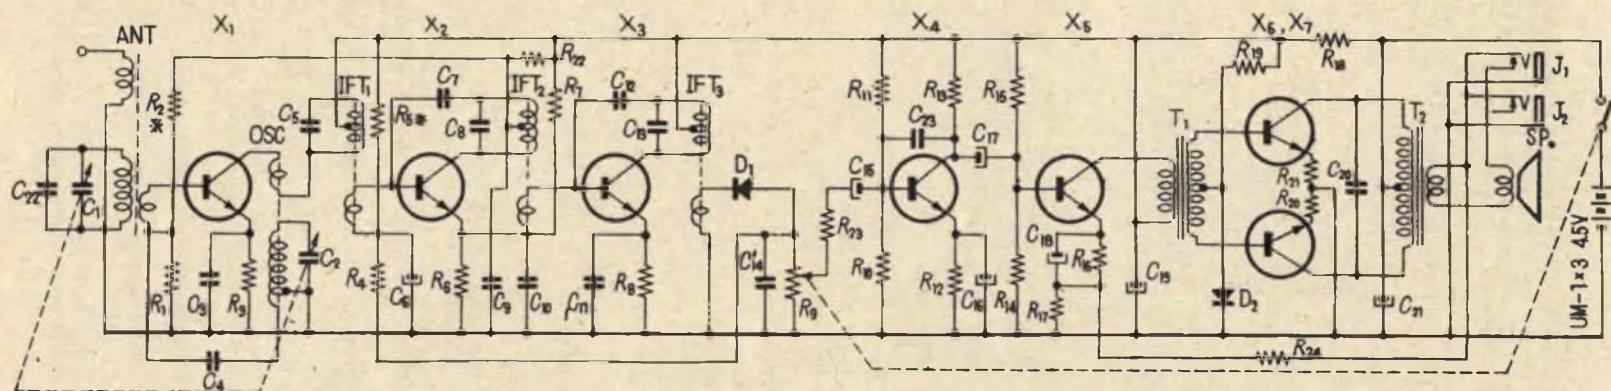 X₁ X₂ X₃ X₄ X₅ X₆, X₇
ANT
R₂₂
R₁₉
R₁₈
J₁
J₂
R₂
※
C₅
IFT₁
C₇
IFT₂
R₇
C₁₂
IFT₃
R₁₁
R₁₃
R₁₅
OSC
R₅※
C₈
C₁₃
C₂₃
C₁₇
T₁
T₂
SP.
C₂₂
C₁
D₁
C₁₅
R₂₁
R₂₀
C₂₀
C₂
R₂₃
C₁₈
R₁₆
R₁
C₃
R₃
R₄
C₆
R₆
C₉
C₁₀
C₁₁
R₈
C₁₄
R₉
R₁₀
R₁₂
C₁₆
R₁₄
R₁₇
C₁₉
D₂
C₂₁
UM-1×3 4.5V
C₄
R₂₄